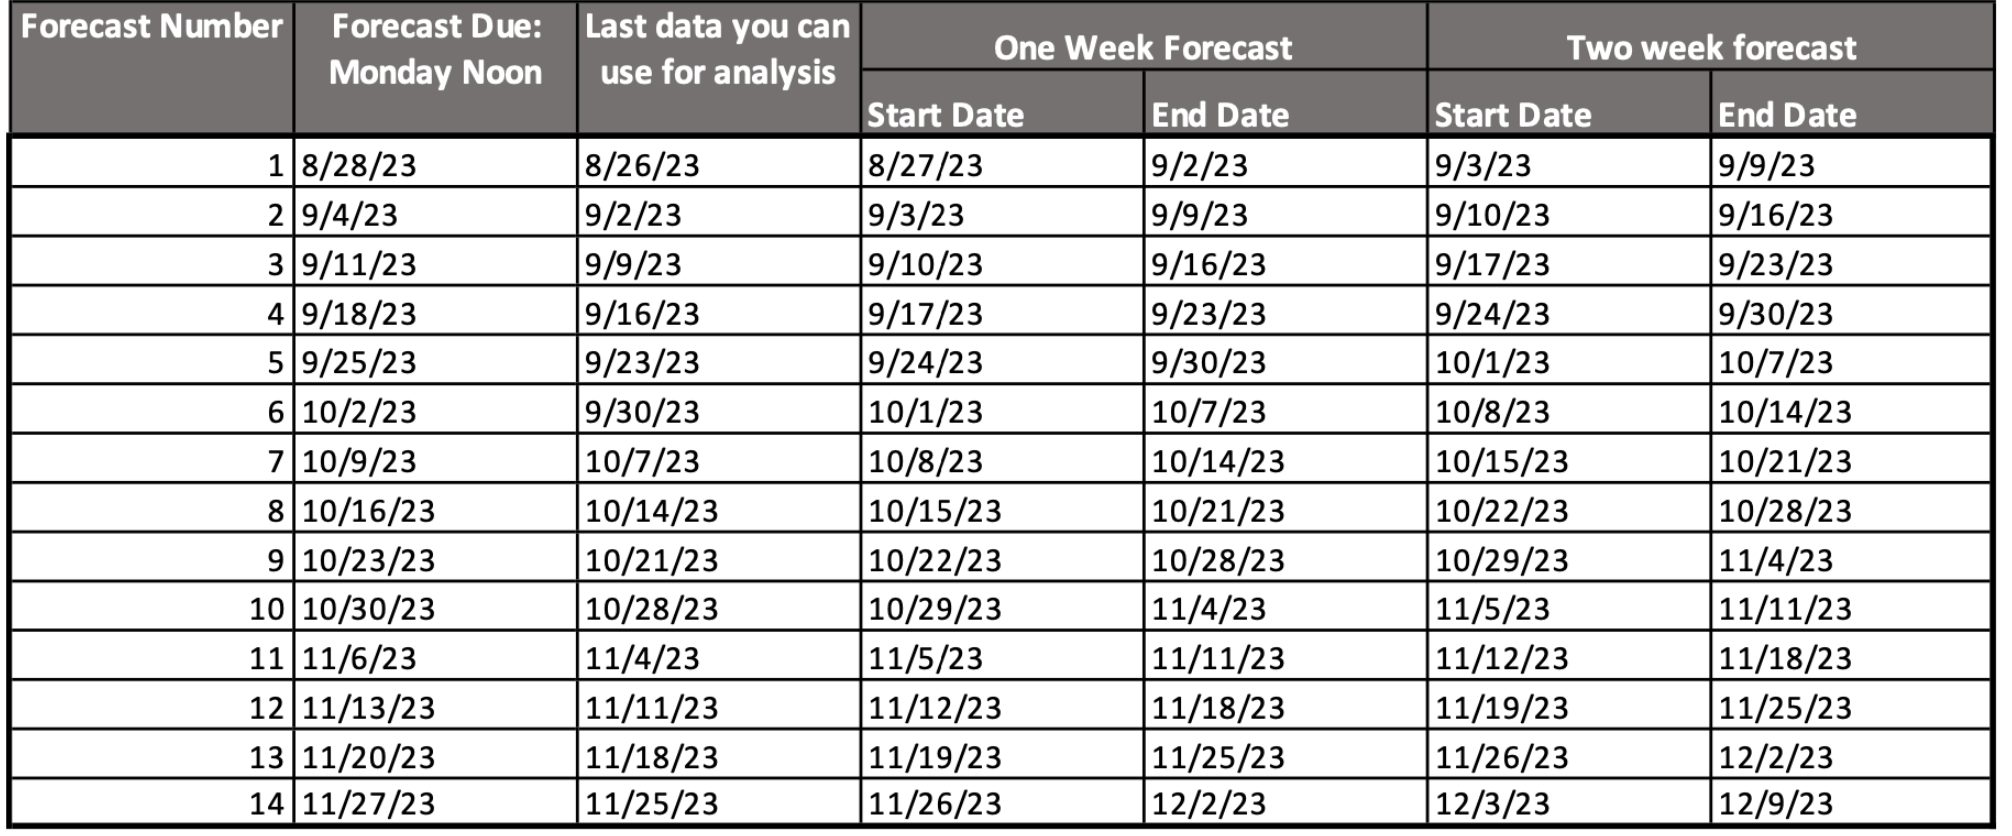 Forecast Number Forecast Due: Last data you can One Week Forecast Two week forecast
Monday Noon use for analysis
Start Date End Date Start Date End Date
1 8/28/23 8/26/23 8/27/23 9/2/23 9/3/23 9/9/23
2 9/4/23 9/2/23 9/3/23 9/9/23 9/10/23 9/16/23
3 9/11/23 9/9/23 9/10/23 9/16/23 9/17/23 9/23/23
4 9/18/23 9/16/23 9/17/23 9/23/23 9/24/23 9/30/23
5 9/25/23 9/23/23 9/24/23 9/30/23 10/1/23 10/7/23
6 10/2/23 9/30/23 10/1/23 10/7/23 10/8/23 10/14/23
7 10/9/23 10/7/23 10/8/23 10/14/23 10/15/23 10/21/23
8 10/16/23 10/14/23 10/15/23 10/21/23 10/22/23 10/28/23
9 10/23/23 10/21/23 10/22/23 10/28/23 10/29/23 11/4/23
10 10/30/23 10/28/23 10/29/23 11/4/23 11/5/23 11/11/23
11 11/6/23 11/4/23 11/5/23 11/11/23 11/12/23 11/18/23
12 11/13/23 11/11/23 11/12/23 11/18/23 11/19/23 11/25/23
13 11/20/23 11/18/23 11/19/23 11/25/23 11/26/23 12/2/23
14 11/27/23 11/25/23 11/26/23 12/2/23 12/3/23 12/9/23